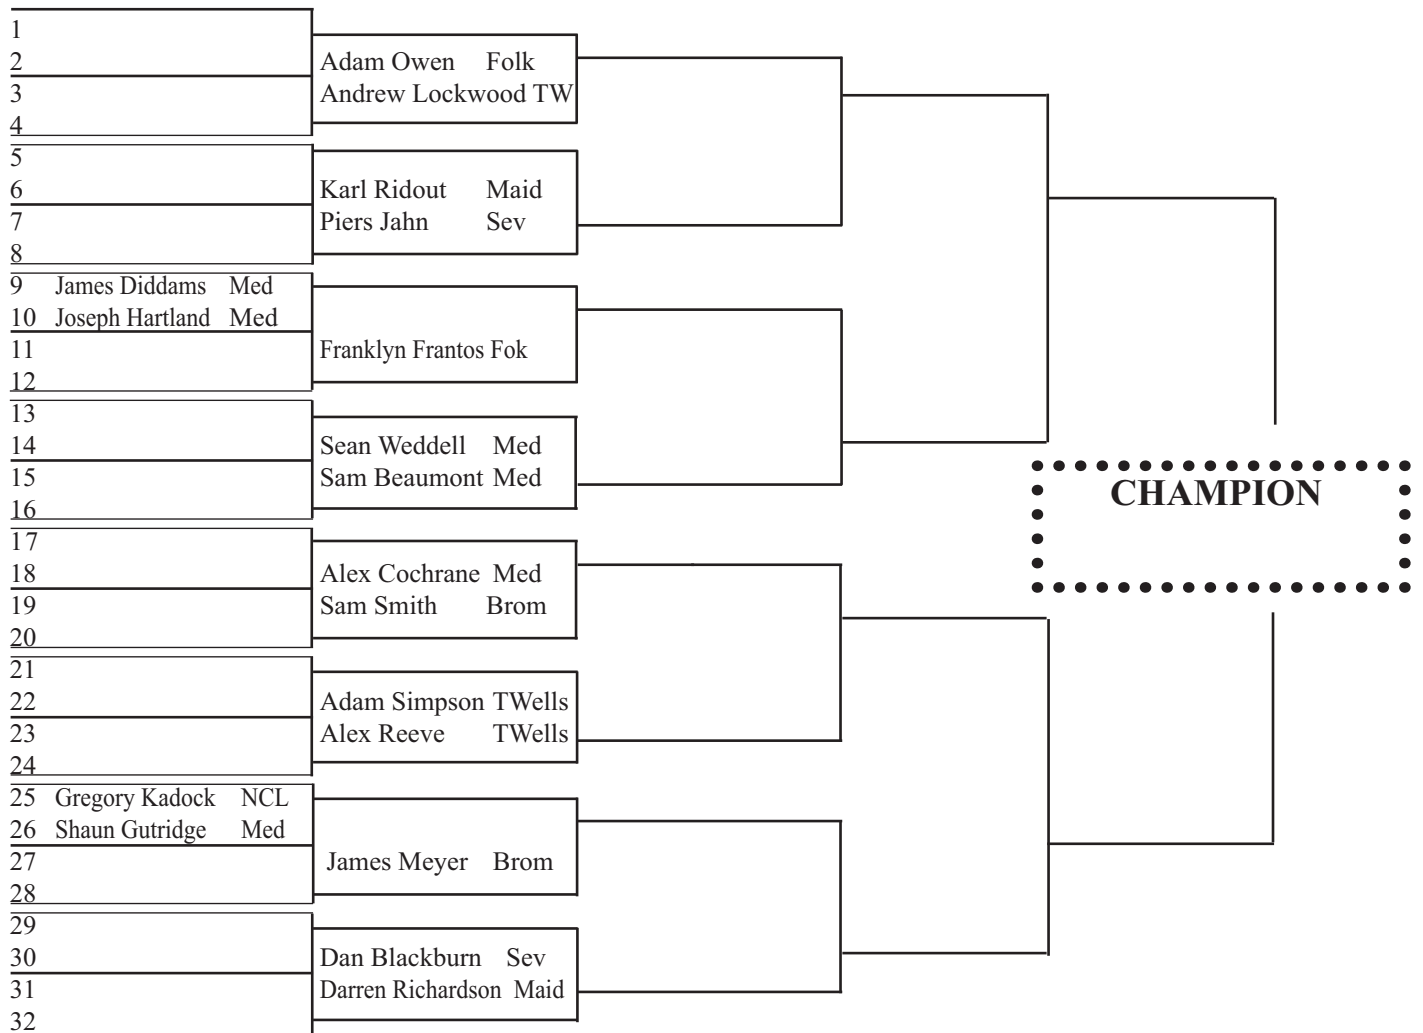 1
2 Adam Owen Folk
3 Andrew Lockwood TW
4
5
6 Karl Ridout Maid
7 Piers Jahn Sev
8
9 James Diddams Med
10 Joseph Hartland Med
11 Franklyn Frantos Fok
12
13
14 Sean Weddell Med
15 Sam Beaumont Med
CHAMPION
16
17
18 Alex Cochrane Med
19 Sam Smith Brom
20
21
22 Adam Simpson TWells
23 Alex Reeve TWells
24
25 Gregory Kadock NCL
26 Shaun Gutridge Med
27 James Meyer Brom
28
29
30 Dan Blackburn Sev
31 Darren Richardson Maid
32